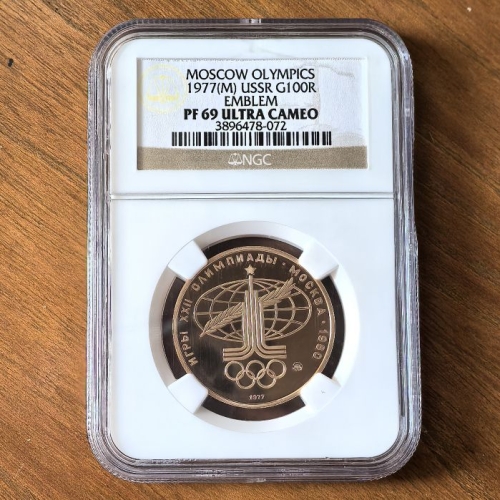 MOSCOW OLYMPICS
1977(M) USSR G100R
EMBLEM
PF 69 ULTRA CAMEO
3896478-072
NGC
ИГРЫ XXII ОЛИМПИАДЫ · МОСКВА · 1980
1977